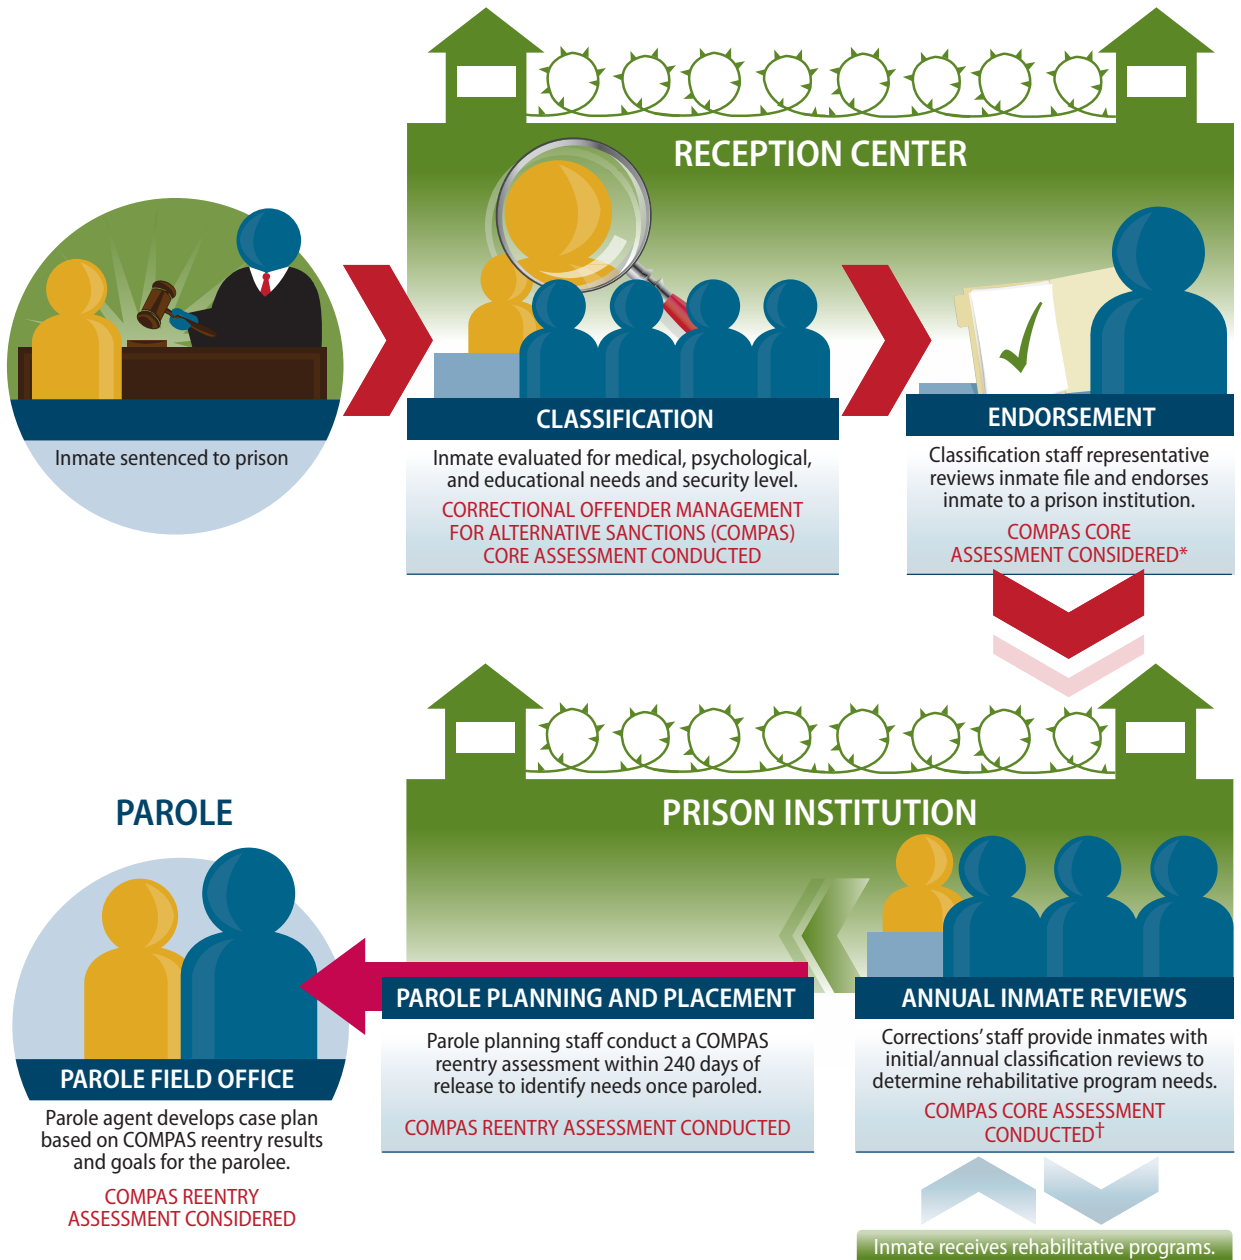 RECEPTION CENTER
Inmate sentenced to prison
CLASSIFICATION
Inmate evaluated for medical, psychological,
and educational needs and security level.
CORRECTIONAL OFFENDER MANAGEMENT
FOR ALTERNATIVE SANCTIONS (COMPAS)
CORE ASSESSMENT CONDUCTED
ENDORSEMENT
Classification staff representative
reviews inmate file and endorses
inmate to a prison institution.
COMPAS CORE
ASSESSMENT CONSIDERED*
PRISON INSTITUTION
ANNUAL INMATE REVIEWS
Corrections’ staff provide inmates with
initial/annual classification reviews to
determine rehabilitative program needs.
COMPAS CORE ASSESSMENT
CONDUCTED†
Inmate receives rehabilitative programs.
PAROLE PLANNING AND PLACEMENT
Parole planning staff conduct a COMPAS
reentry assessment within 240 days of
release to identify needs once paroled.
COMPAS REENTRY ASSESSMENT CONDUCTED
PAROLE
PAROLE FIELD OFFICE
Parole agent develops case plan
based on COMPAS reentry results
and goals for the parolee.
COMPAS REENTRY
ASSESSMENT CONSIDERED